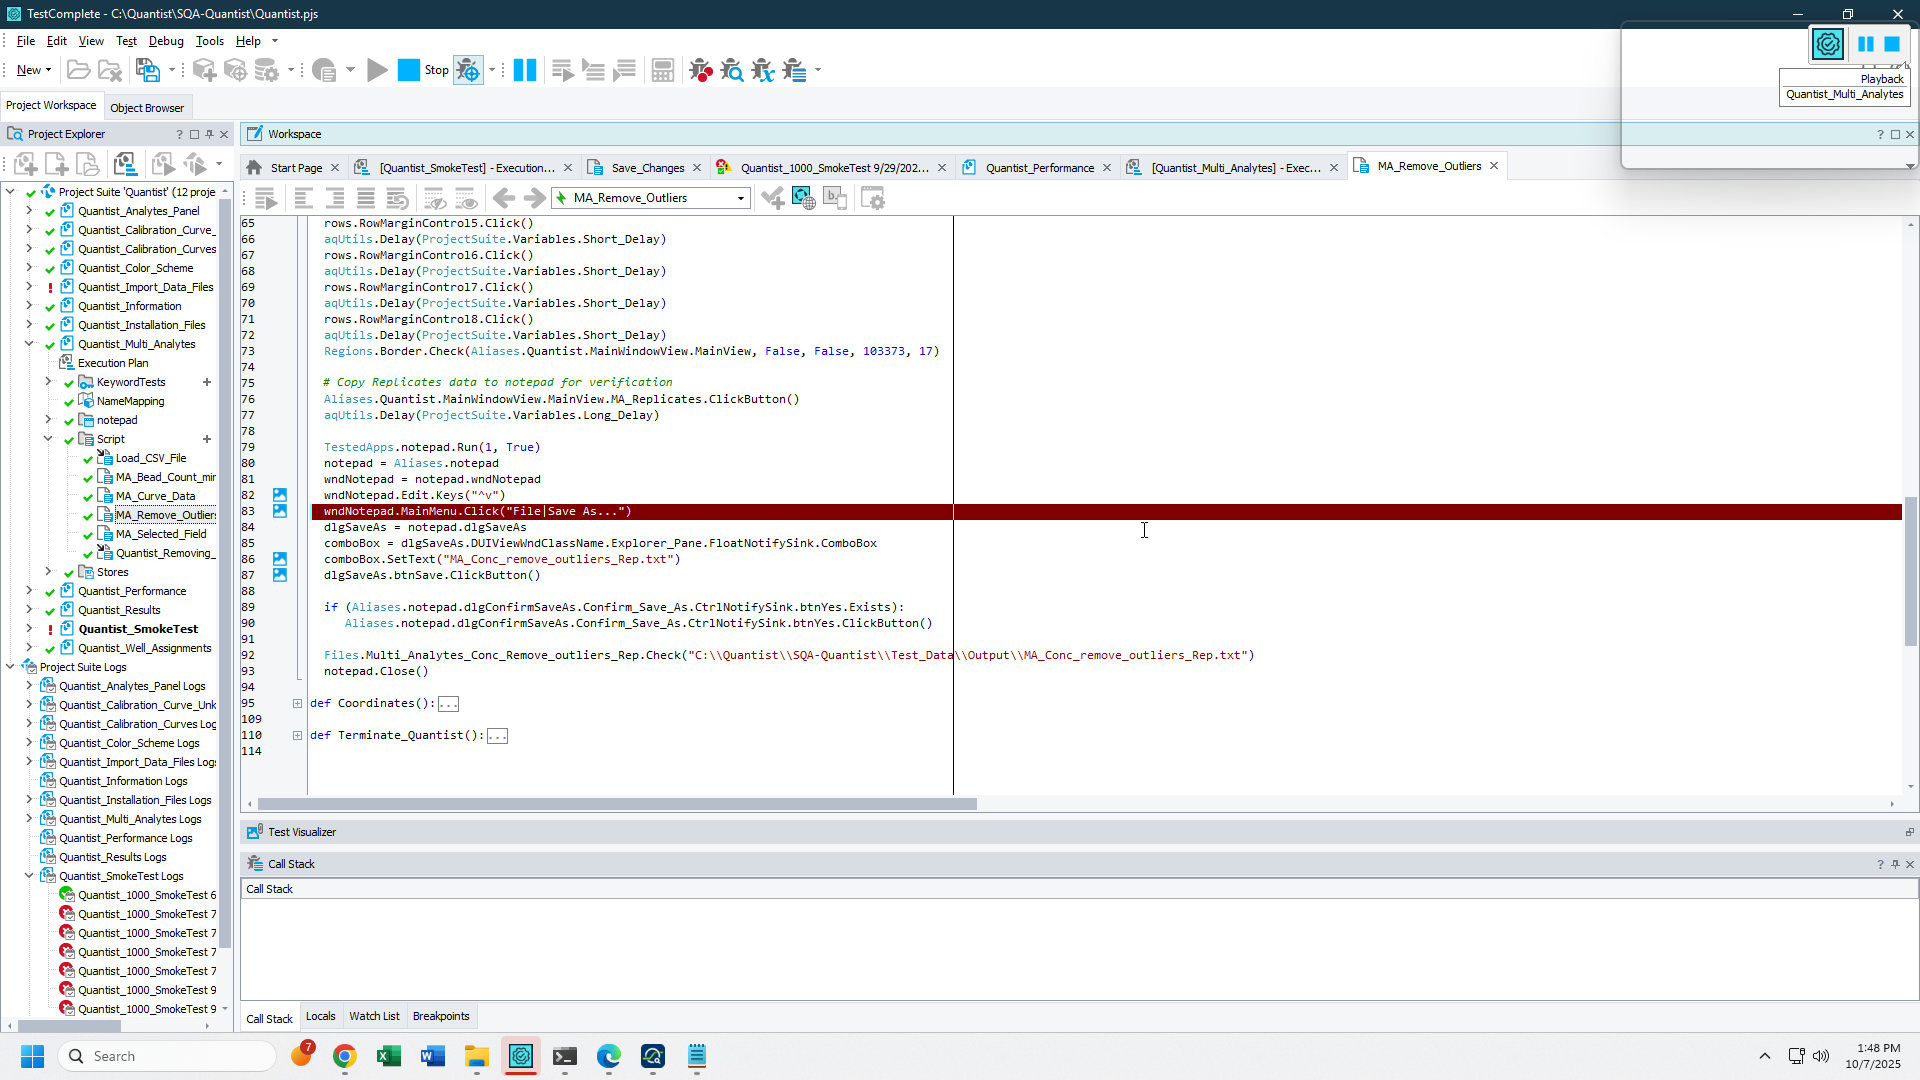 TestComplete - C:\Quantist\SQA-Quantist\Quantist.pjs
File Edit View Test Debug Tools Help
New Stop
Playback
Quantist_Multi_Analytes
Project Workspace Object Browser
Project Explorer
Workspace
Start Page [Quantist_SmokeTest] - Execution... Save_Changes Quantist_1000_SmokeTest 9/29/202... Quantist_Performance [Quantist_Multi_Analytes] - Exec... MA_Remove_Outliers
MA_Remove_Outliers
Project Suite 'Quantist' (12 proje
Quantist_Analytes_Panel
Quantist_Calibration_Curve_
Quantist_Calibration_Curves
Quantist_Color_Scheme
Quantist_Import_Data_Files
Quantist_Information
Quantist_Installation_Files
Quantist_Multi_Analytes
Execution Plan
KeywordTests
NameMapping
notepad
Script
Load_CSV_File
MA_Bead_Count_mir
MA_Curve_Data
MA_Remove_Outliers
MA_Selected_Field
Quantist_Removing_
Stores
Quantist_Performance
Quantist_Results
Quantist_SmokeTest
Quantist_Well_Assignments
Project Suite Logs
Quantist_Analytes_Panel Logs
Quantist_Calibration_Curve_Unk
Quantist_Calibration_Curves Log
Quantist_Color_Scheme Logs
Quantist_Import_Data_Files Logs
Quantist_Information Logs
Quantist_Installation_Files Logs
Quantist_Multi_Analytes Logs
Quantist_Performance Logs
Quantist_Results Logs
Quantist_SmokeTest Logs
Quantist_1000_SmokeTest 6
Quantist_1000_SmokeTest 7
Quantist_1000_SmokeTest 7
Quantist_1000_SmokeTest 7
Quantist_1000_SmokeTest 7
Quantist_1000_SmokeTest 9
Quantist_1000_SmokeTest 9
65 rows.RowMarginControl5.Click()
66 aqUtils.Delay(ProjectSuite.Variables.Short_Delay)
67 rows.RowMarginControl6.Click()
68 aqUtils.Delay(ProjectSuite.Variables.Short_Delay)
69 rows.RowMarginControl7.Click()
70 aqUtils.Delay(ProjectSuite.Variables.Short_Delay)
71 rows.RowMarginControl8.Click()
72 aqUtils.Delay(ProjectSuite.Variables.Short_Delay)
73 Regions.Border.Check(Aliases.Quantist.MainWindowView.MainView, False, False, 103373, 17)
74
75 # Copy Replicates data to notepad for verification
76 Aliases.Quantist.MainWindowView.MainView.MA_Replicates.ClickButton()
77 aqUtils.Delay(ProjectSuite.Variables.Long_Delay)
78
79 TestedApps.notepad.Run(1, True)
80 notepad = Aliases.notepad
81 wndNotepad = notepad.wndNotepad
82 wndNotepad.Edit.Keys("^v")
83 wndNotepad.MainMenu.Click("File|Save As...")
84 dlgSaveAs = notepad.dlgSaveAs
85 comboBox = dlgSaveAs.DUIViewWndClassName.Explorer_Pane.FloatNotifySink.ComboBox
86 comboBox.SetText("MA_Conc_remove_outliers_Rep.txt")
87 dlgSaveAs.btnSave.ClickButton()
88
89 if (Aliases.notepad.dlgConfirmSaveAs.Confirm_Save_As.CtrlNotifySink.btnYes.Exists):
90 Aliases.notepad.dlgConfirmSaveAs.Confirm_Save_As.CtrlNotifySink.btnYes.ClickButton()
91
92 Files.Multi_Analytes_Conc_Remove_outliers_Rep.Check("C:\\Quantist\\SQA-Quantist\\Test_Data\\Output\\MA_Conc_remove_outliers_Rep.txt")
93 notepad.Close()
94
95 def Coordinates():...
109
110 def Terminate_Quantist():...
114
Test Visualizer
Call Stack
Call Stack
Call Stack Locals Watch List Breakpoints
Search
7
1:48 PM
10/7/2025